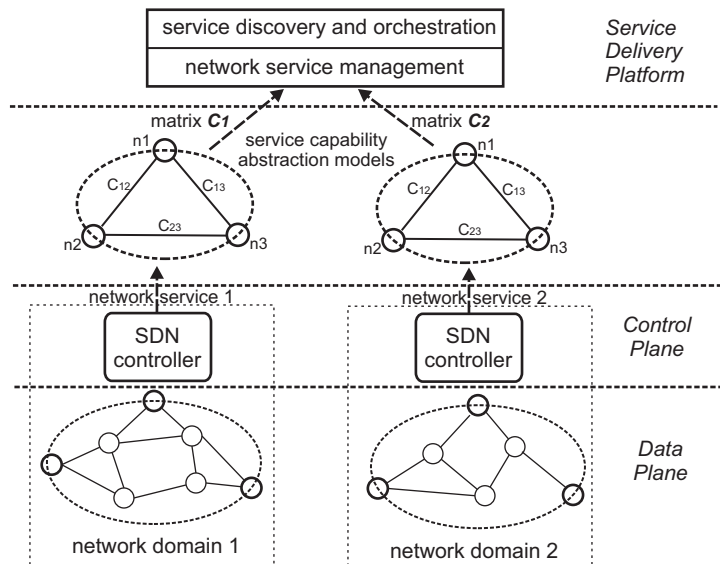 service discovery and orchestration
network service management
Service
Delivery
Platform
matrix C1
matrix C2
service capability
abstraction models
n1
C12
C13
C23
n2
n3
n1
C12
C13
C23
n2
n3
network service 1
network service 2
SDN
controller
SDN
controller
Control
Plane
Data
Plane
network domain 1
network domain 2